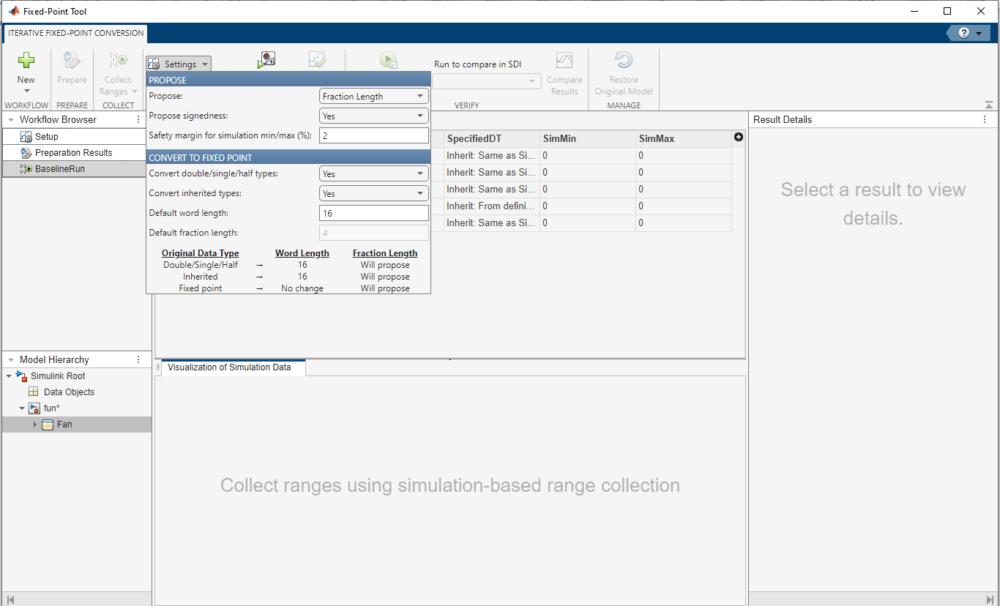 Fixed-Point Tool
ITERATIVE FIXED-POINT CONVERSION
?
New
Prepare
Collect
Ranges
Settings
fi
Run to compare in SDI
Compare
Results
Restore
Original Model
WORKFLOW
PREPARE
COLLECT
VERIFY
MANAGE
Workflow Browser
Setup
Preparation Results
BaselineRun
PROPOSE
Propose: Fraction Length
Propose signedness: Yes
Safety margin for simulation min/max (%): 2
CONVERT TO FIXED POINT
Convert double/single/half types: Yes
Convert inherited types: Yes
Default word length: 16
Default fraction length: 4
Original Data Type Word Length Fraction Length
Double/Single/Half → 16 Will propose
Inherited → 16 Will propose
Fixed point → No change Will propose
SpecifiedDT SimMin SimMax
Inherit: Same as Si... 0 0
Inherit: Same as Si... 0 0
Inherit: Same as Si... 0 0
Inherit: From defini... 0 0
Inherit: Same as Si... 0 0
Result Details
Select a result to view
details.
Model Hierarchy
Simulink Root
Data Objects
fun*
Fan
Visualization of Simulation Data
Collect ranges using simulation-based range collection